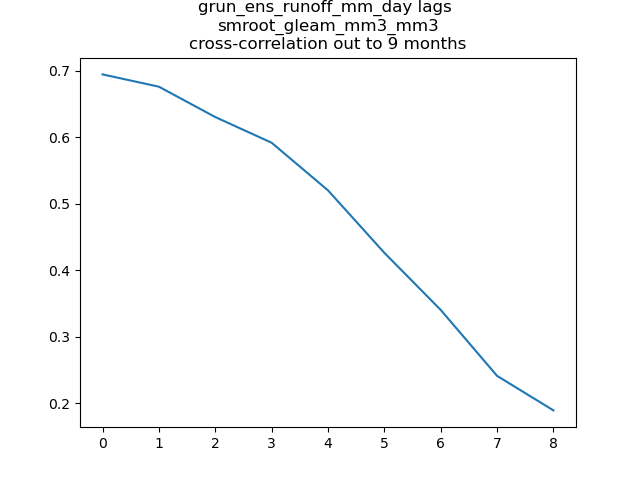 grun_ens_runoff_mm_day lags
smroot_gleam_mm3_mm3
cross-correlation out to 9 months
0.7
0.6
0.5
0.4
0.3
0.2
0 1 2 3 4 5 6 7 8